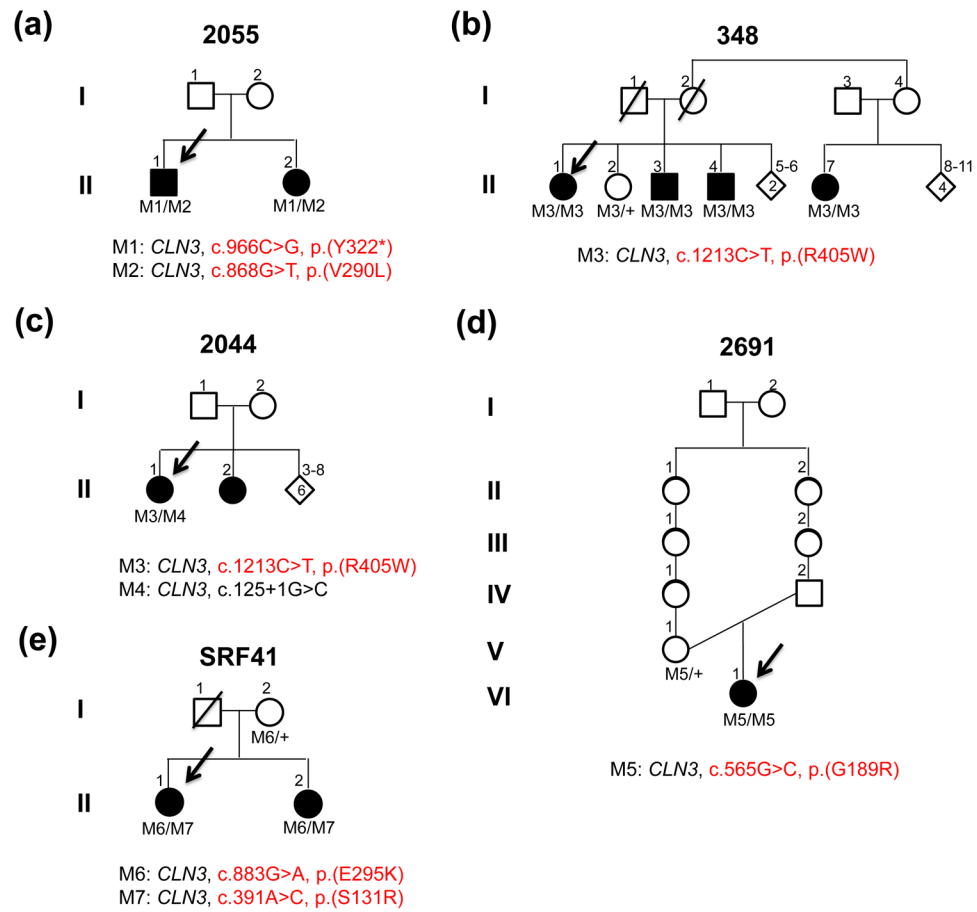 (a)
2055
1 2
I
1 2
II
M1/M2 M1/M2
M1: CLN3, c.966C>G, p.(Y322*)
M2: CLN3, c.868G>T, p.(V290L)
(b)
348
1 2 3 4
I
1 2 3 4 5-6 7 8-11
II
2 4
M3/M3 M3/+ M3/M3 M3/M3 M3/M3
M3: CLN3, c.1213C>T, p.(R405W)
(c)
2044
1 2
I
1 2 3-8
II
6
M3/M4
M3: CLN3, c.1213C>T, p.(R405W)
M4: CLN3, c.125+1G>C
(d)
2691
1 2
I
1 2
II
1 2
III
1 2
IV
1
V
M5/+
1
VI
M5/M5
M5: CLN3, c.565G>C, p.(G189R)
(e)
SRF41
1 2
I
M6/+
1 2
II
M6/M7 M6/M7
M6: CLN3, c.883G>A, p.(E295K)
M7: CLN3, c.391A>C, p.(S131R)